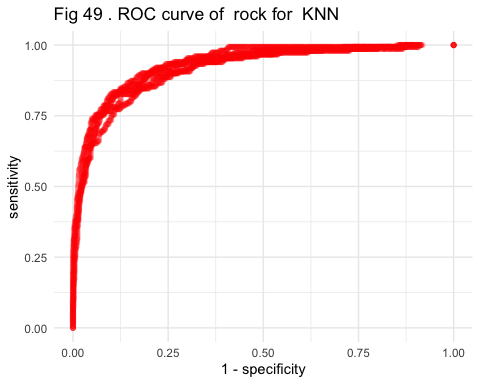 Fig 49 . ROC curve of  rock for  KNN
1.00
0.75
0.50
0.25
0.00
sensitivity
0.00 0.25 0.50 0.75 1.00
1 - specificity